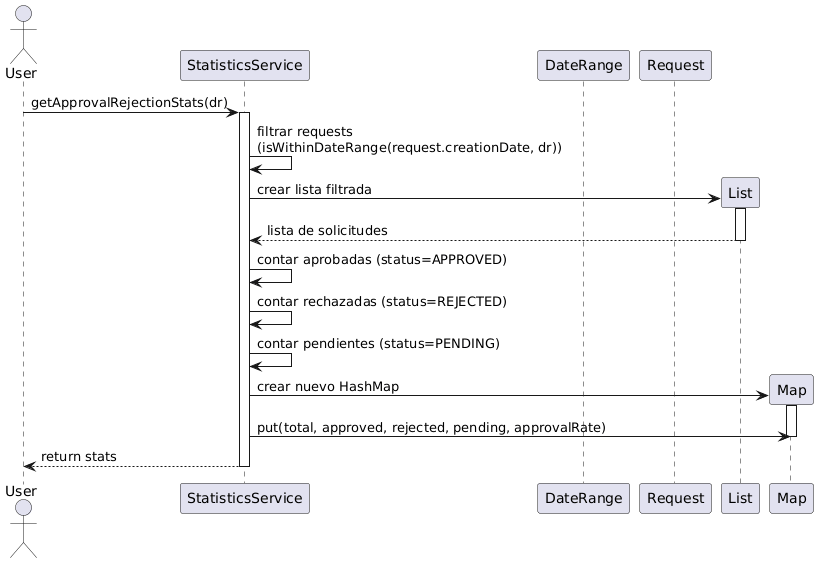 User
StatisticsService
DateRange
Request
getApprovalRejectionStats(dr)
filtrar requests
(isWithinDateRange(request.creationDate, dr))
List
crear lista filtrada
lista de solicitudes
contar aprobadas (status=APPROVED)
contar rechazadas (status=REJECTED)
contar pendientes (status=PENDING)
Map
crear nuevo HashMap
put(total, approved, rejected, pending, approvalRate)
return stats
User
StatisticsService
DateRange
Request
List
Map